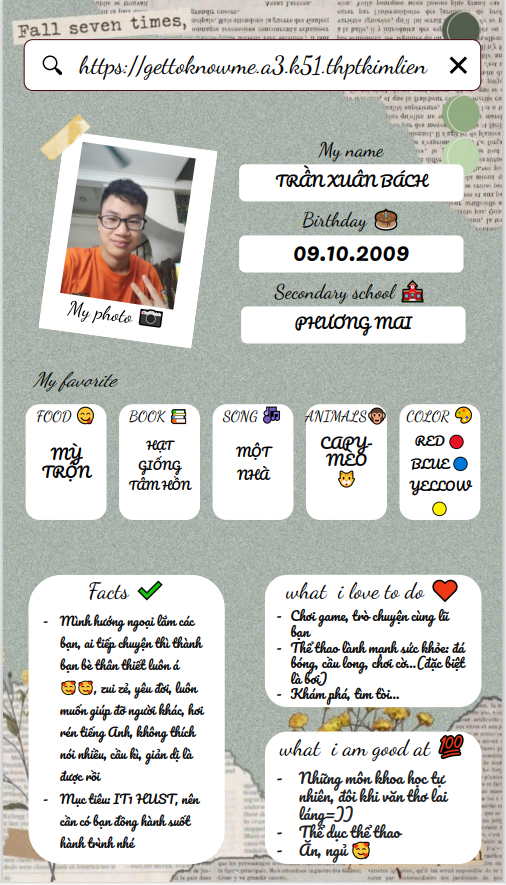 Fall seven times,
https://gettoknowme.a3.k51.thptkimlien
My name
TRẦN XUÂN BÁCH
Birthday
09.10.2009
Secondary school
PHƯƠNG MAI
My photo
My favorite
FOOD
MỲ
TRỘN
BOOK
HẠT
GIỐNG
TÂM HỒN
SONG
MỘT
NHÀ
ANIMALS
CAPY-
MÈO
COLOR
RED
BLUE
YELLOW
Facts
- Mình hướng ngoại lắm các
bạn, ai tiếp chuyện thì thành
bạn bè thân thiết luôn á
🥰🥰, zui zẻ, yêu đời, luôn
muốn giúp đỡ người khác, hơi
rén tiếng Anh, không thích
nói nhiều, cầu kì, giản dị là
được rồi
- Mục tiêu: IT1 HUST, nên
cần có bạn đồng hành suốt
hành trình nhé
what i love to do
- Chơi game, trò chuyện cùng lũ
bạn
- Thể thao lành mạnh sức khỏe: đá
bóng, cầu lông, chơi cờ...(đặc biệt
là bơi)
- Khám phá, tìm tòi...
what i am good at 💯
- Những môn khoa học tự
nhiên, đôi khi văn thơ lai
láng=))
- Thể dục thể thao
- Ăn, ngủ 🥰